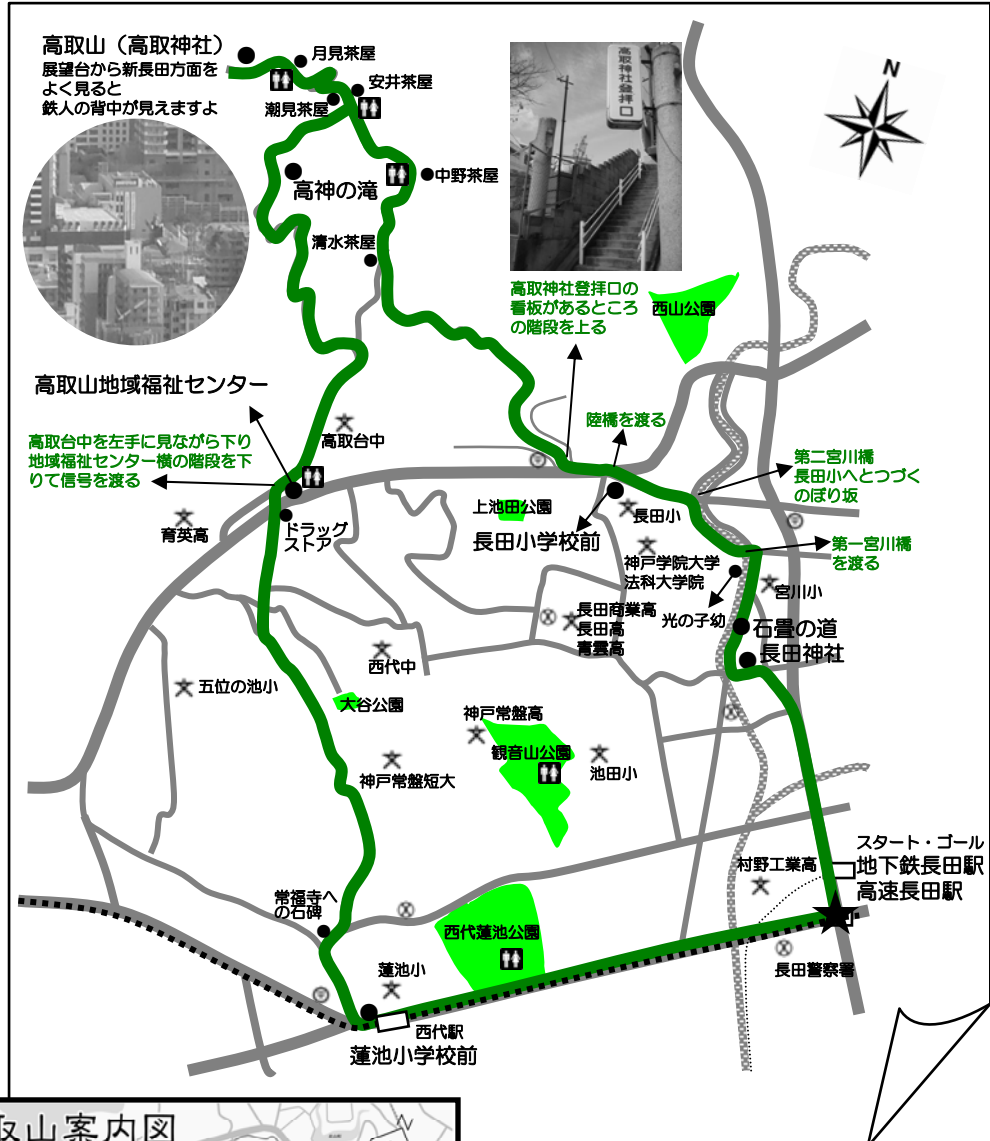 高取山（高取神社）
展望台から新長田方面を
よく見ると
鉄人の背中が見えますよ
月見茶屋
安井茶屋
潮見茶屋
中野茶屋
高神の滝
清水茶屋
高取神社登拝口
N
高取神社登拝口の
看板があるところ
の階段を上る
西山公園
高取山地域福祉センター
高取台中を左手に見ながら下り
地域福祉センター横の階段を下
りて信号を渡る
高取台中
陸橋を渡る
第二宮川橋
長田小へとつづく
のぼり坂
育英高
ドラッグ
ストア
上池田公園
長田小
長田小学校前
神戸学院大学
法科大学院
第一宮川橋
を渡る
宮川小
光の子幼
長田商業高
長田高
青雲高
石畳の道
長田神社
西代中
五位の池小
大谷公園
神戸常盤高
観音山公園
池田小
神戸常盤短大
スタート・ゴール
地下鉄長田駅
高速長田駅
村野工業高
常福寺へ
の石碑
西代蓮池公園
長田警察署
蓮池小
西代駅
蓮池小学校前
取山案内図
N